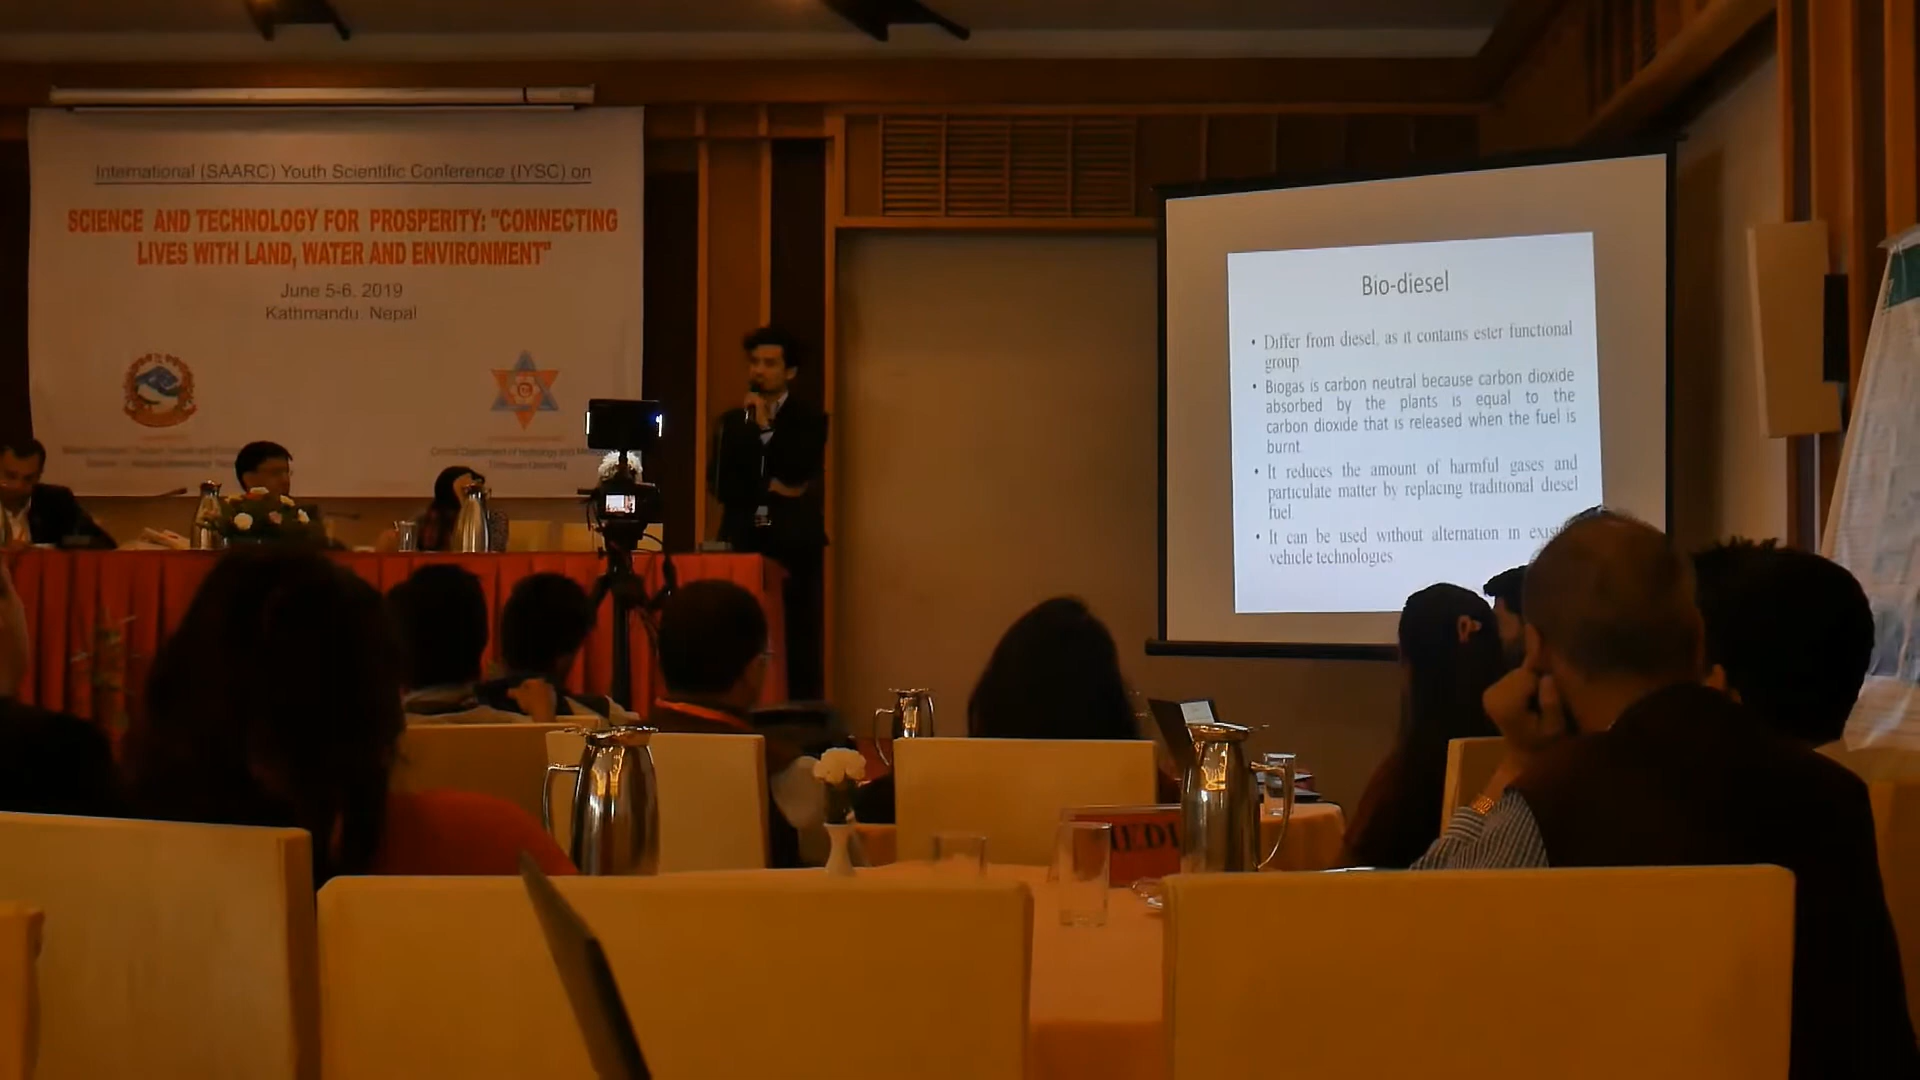 International (SAARC) Youth Scientific Conference (IYSC) on
SCIENCE AND TECHNOLOGY FOR PROSPERITY: "CONNECTING
LIVES WITH LAND, WATER AND ENVIRONMENT"
June 5-6, 2019
Kathmandu, Nepal
Bio-diesel
• Differ from diesel, as it contains ester functional
group
• Biogas is carbon neutral because carbon dioxide
absorbed by the plants is equal to the
carbon dioxide that is released when the fuel is
burnt.
• It reduces the amount of harmful gases and
particulate matter by replacing traditional diesel
fuel.
• It can be used without alternation in
vehicle technologies.